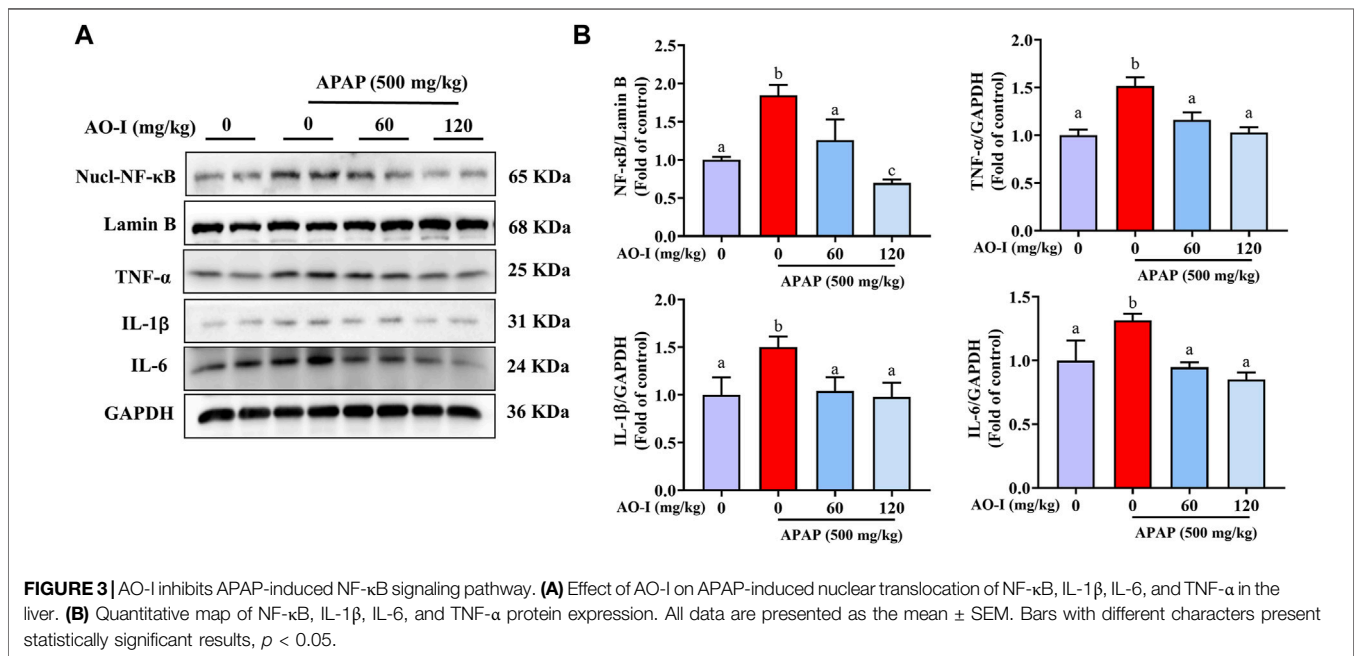 A
APAP (500 mg/kg)
AO-I (mg/kg) 0 0 60 120
Nucl-NF-κB 65 KDa
Lamin B 68 KDa
TNF-α 25 KDa
IL-1β 31 KDa
IL-6 24 KDa
GAPDH 36 KDa
B
NF-κB/Lamin B
(Fold of control)
2.5
2.0
1.5
1.0
0.5
0.0
a b a c
AO-I (mg/kg) 0 0 60 120
APAP (500 mg/kg)
TNF-α/GAPDH
(Fold of control)
2.0
1.5
1.0
0.5
0.0
a b a a
AO-I (mg/kg) 0 0 60 120
APAP (500 mg/kg)
IL-1β/GAPDH
(Fold of control)
2.0
1.5
1.0
0.5
0.0
a b a a
AO-I (mg/kg) 0 0 60 120
APAP (500 mg/kg)
IL-6/GAPDH
(Fold of control)
1.5
1.0
0.5
0.0
a b a a
AO-I (mg/kg) 0 0 60 120
APAP (500 mg/kg)
FIGURE 3 | AO-I inhibits APAP-induced NF-κB signaling pathway. (A) Effect of AO-I on APAP-induced nuclear translocation of NF-κB, IL-1β, IL-6, and TNF-α in the
liver. (B) Quantitative map of NF-κB, IL-1β, IL-6, and TNF-α protein expression. All data are presented as the mean ± SEM. Bars with different characters present
statistically significant results, p < 0.05.